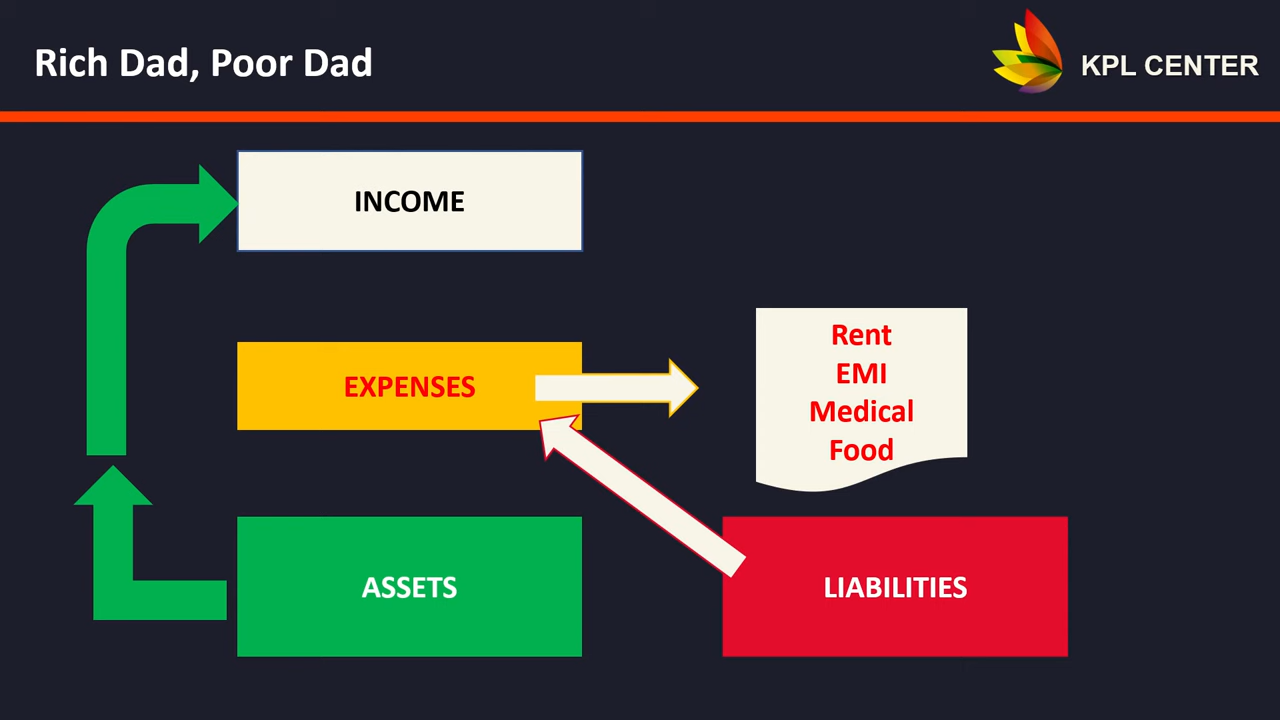 Rich Dad, Poor Dad
KPL CENTER
INCOME
EXPENSES
Rent
EMI
Medical
Food
ASSETS
LIABILITIES